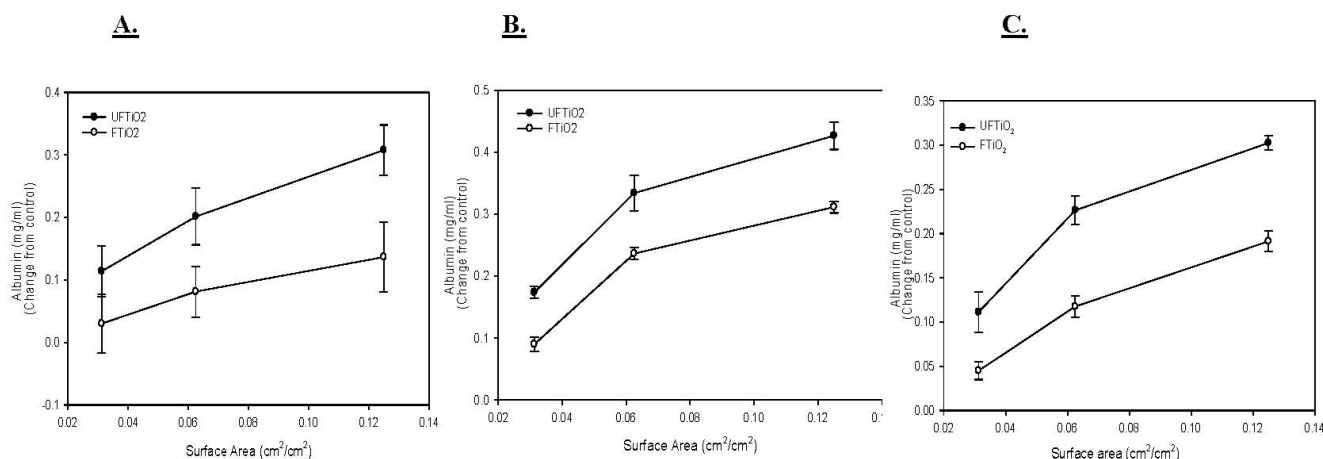 A.
B.
C.
0.4
0.3
0.2
0.1
0.0
-0.1
Albumin (mg/ml)
(Change from control)
UFTiO2
FTiO2
0.02 0.04 0.06 0.08 0.10 0.12 0.14
Surface Area (cm²/cm²)
0.5
0.4
0.3
0.2
0.1
0.0
Albumin (mg/ml)
(Change from control)
UFTiO2
FTiO2
0.02 0.04 0.06 0.08 0.10 0.12
Surface Area (cm²/cm²)
0.35
0.30
0.25
0.20
0.15
0.10
0.05
0.00
Albumin (mg/ml)
(Change from control)
UFTiO₂
FTiO₂
0.02 0.04 0.06 0.08 0.10 0.12 0.14
Surface area (cm²/cm²)